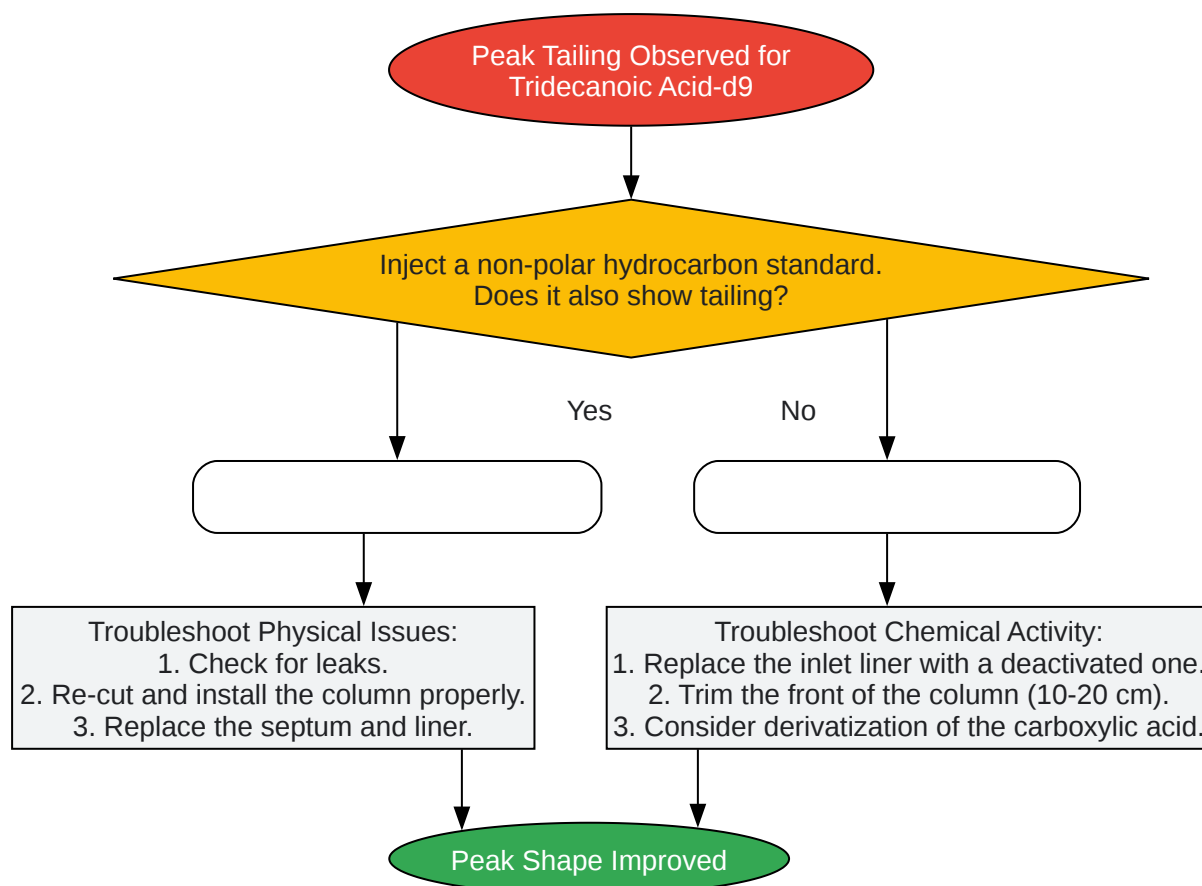 Peak Tailing Observed for
Tridecanoic Acid-d9
Inject a non-polar hydrocarbon standard.
Does it also show tailing?
Yes
No
Troubleshoot Physical Issues:
1. Check for leaks.
2. Re-cut and install the column properly.
3. Replace the septum and liner.
Troubleshoot Chemical Activity:
1. Replace the inlet liner with a deactivated one.
2. Trim the front of the column (10-20 cm).
3. Consider derivatization of the carboxylic acid.
Peak Shape Improved